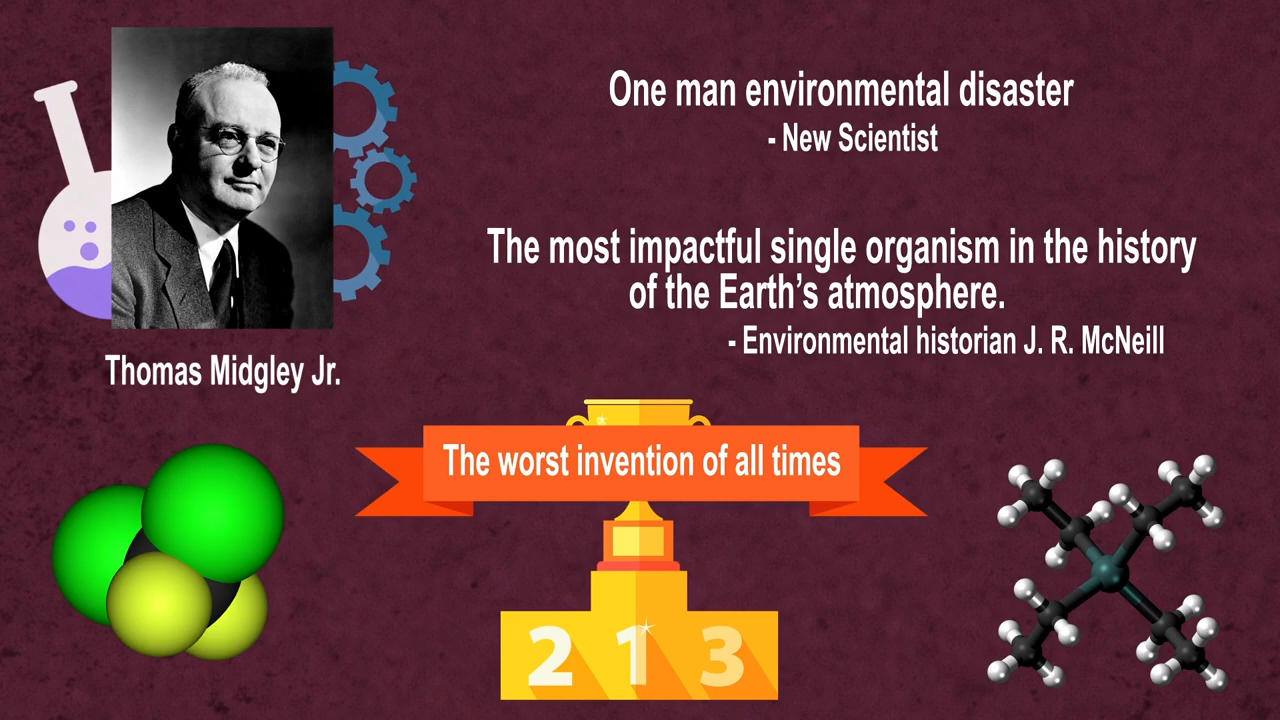 One man environmental disaster
- New Scientist
The most impactful single organism in the history
of the Earth’s atmosphere.
- Environmental historian J. R. McNeill
Thomas Midgley Jr.
The worst invention of all times
2 1 3